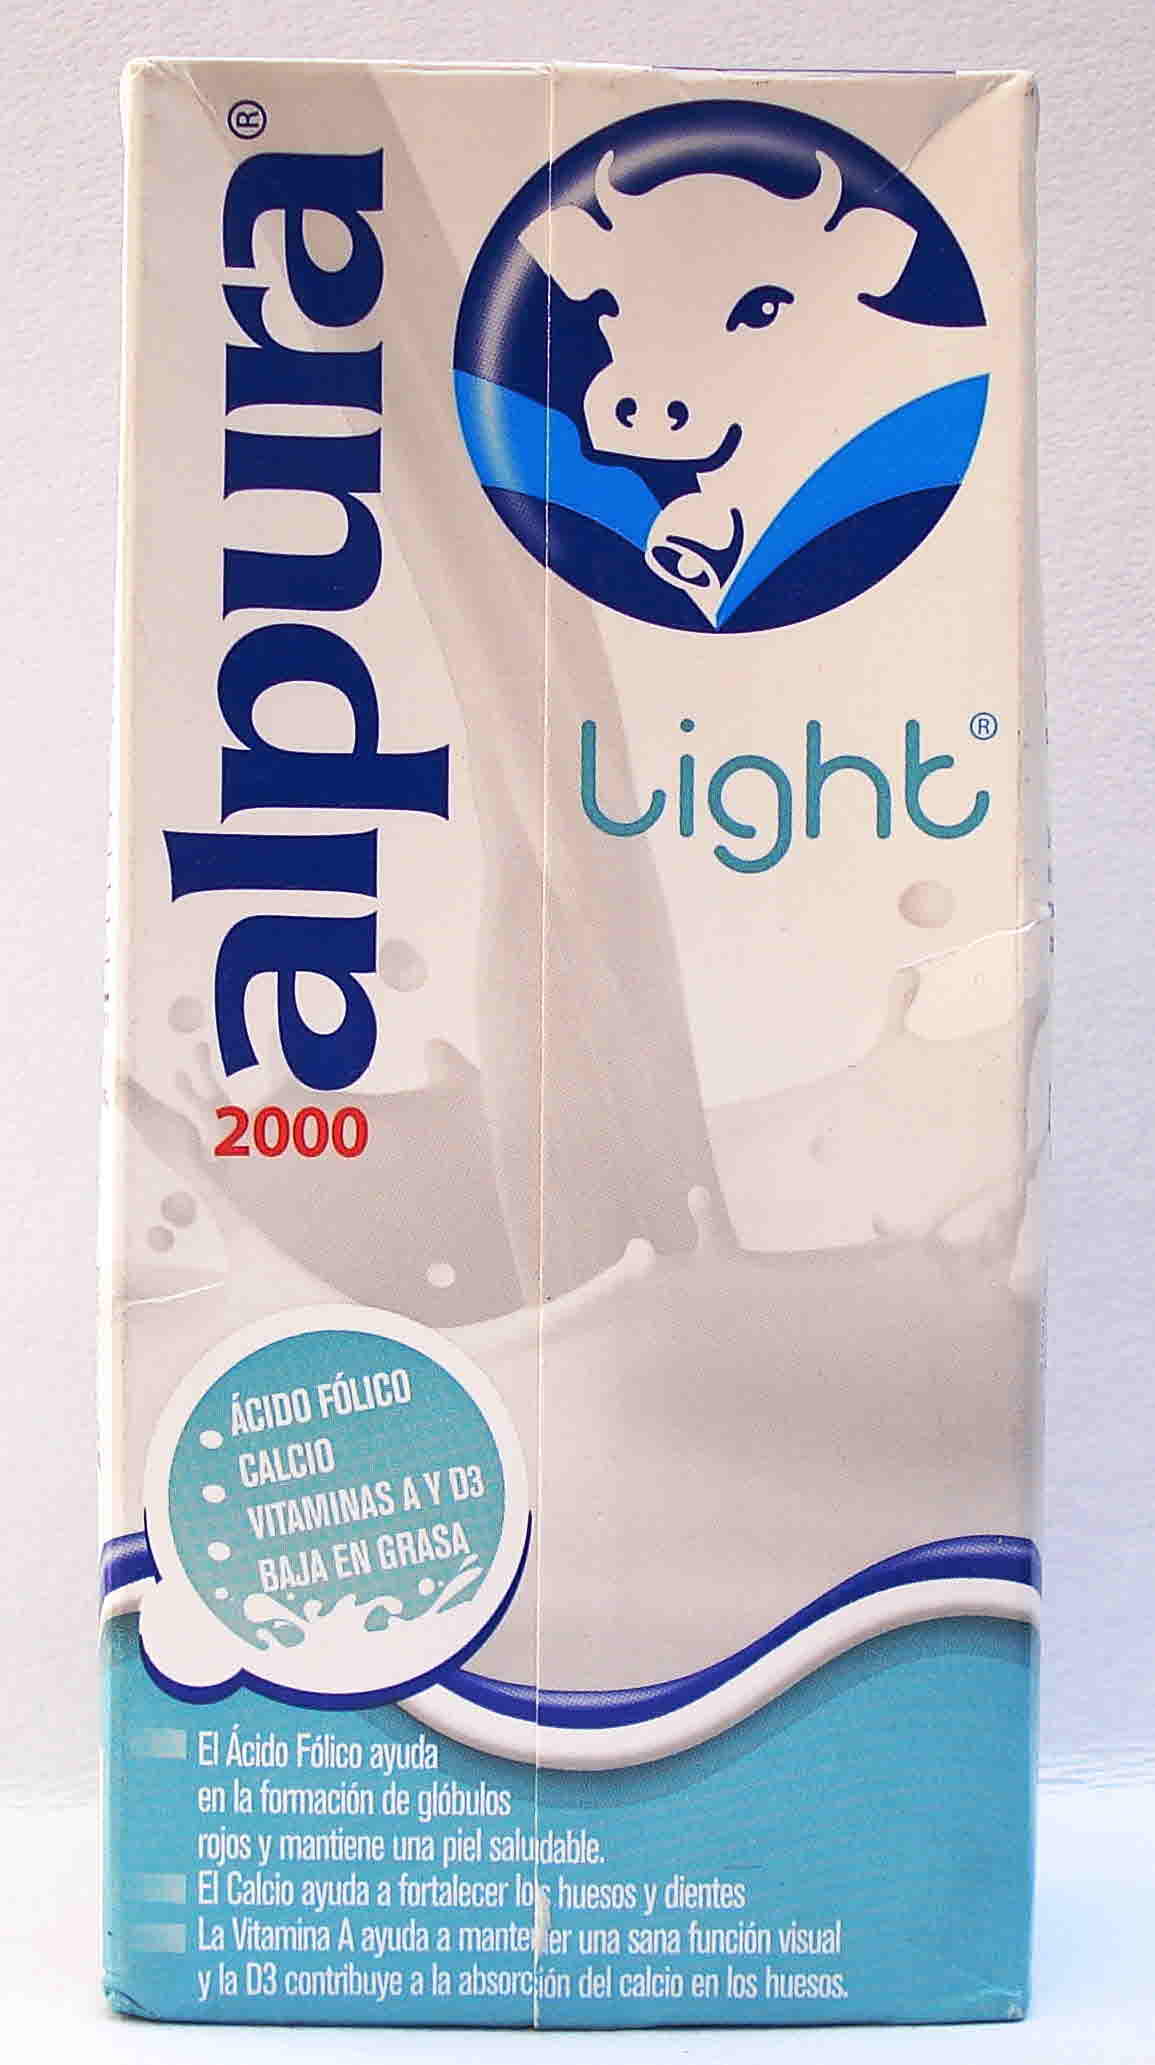 alpura®
2000
Light®
ÁCIDO FÓLICO
CALCIO
VITAMINAS A Y D3
BAJA EN GRASA
El Ácido Fólico ayuda
en la formación de glóbulos
rojos y mantiene una piel saludable.
El Calcio ayuda a fortalecer los huesos y dientes
La Vitamina A ayuda a mantener una sana función visual
y la D3 contribuye a la absorción del calcio en los huesos.